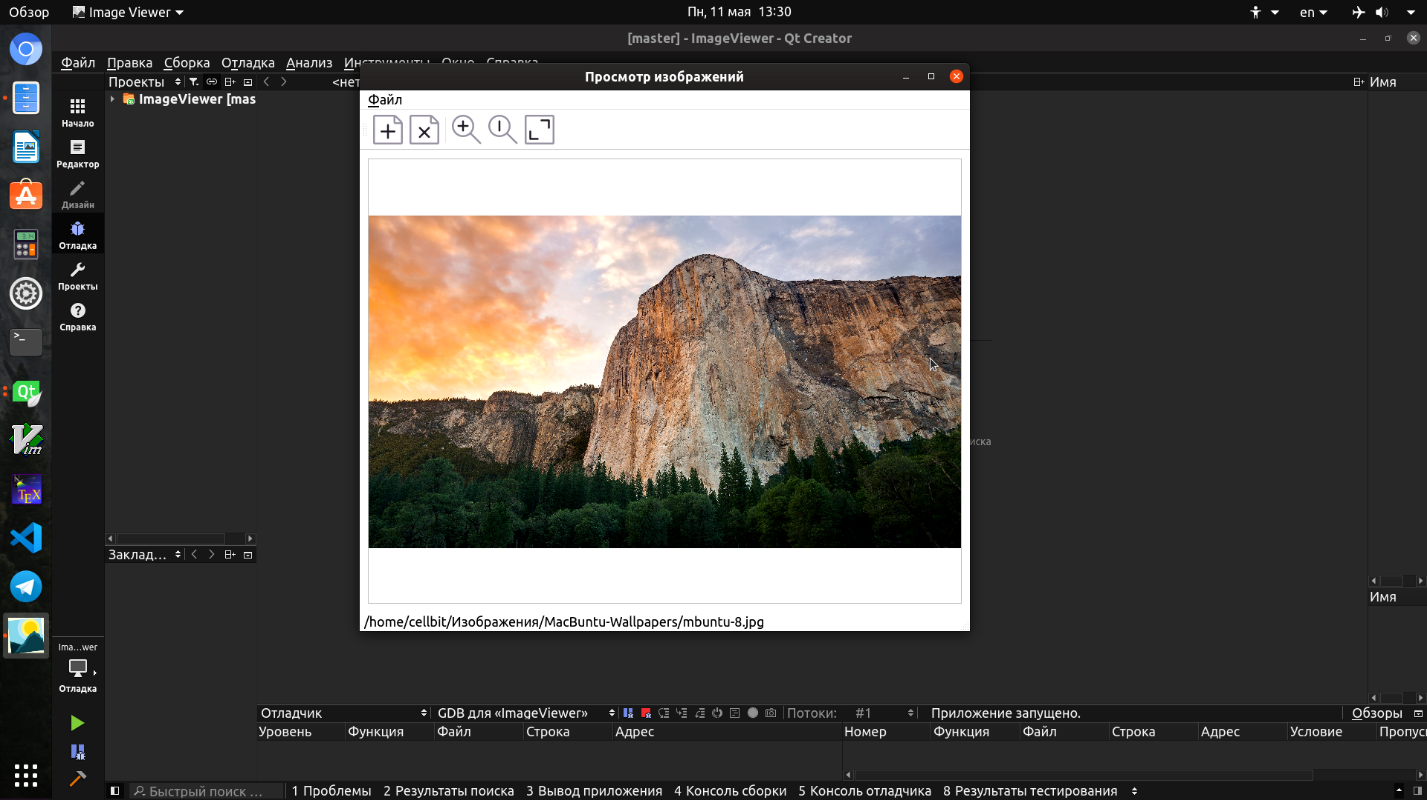 Обзор
Image Viewer
Пн, 11 мая 13:30
en
[master] - ImageViewer - Qt Creator
Файл Правка Сборка Отладка Анализ Инструменты Окно Справка
Проекты
<нет
Имя
ImageViewer [mas
Начало
Редактор
Дизайн
Отладка
Проекты
Справка
Просмотр изображений
Файл
иска
/home/cellbit/Изображения/MacBuntu-Wallpapers/mbuntu-8.jpg
Заклад...
Имя
Ima...wer
Отладка
Отладчик
GDB для «ImageViewer»
Потоки:
#1
Приложение запущено.
Обзоры
Уровень Функция Файл Строка Адрес
Номер Функция Файл Строка Адрес Условие Пропус
Быстрый поиск ...
1 Проблемы 2 Результаты поиска 3 Вывод приложения 4 Консоль сборки 5 Консоль отладчика 8 Результаты тестирования
Qt
Vim
TEX